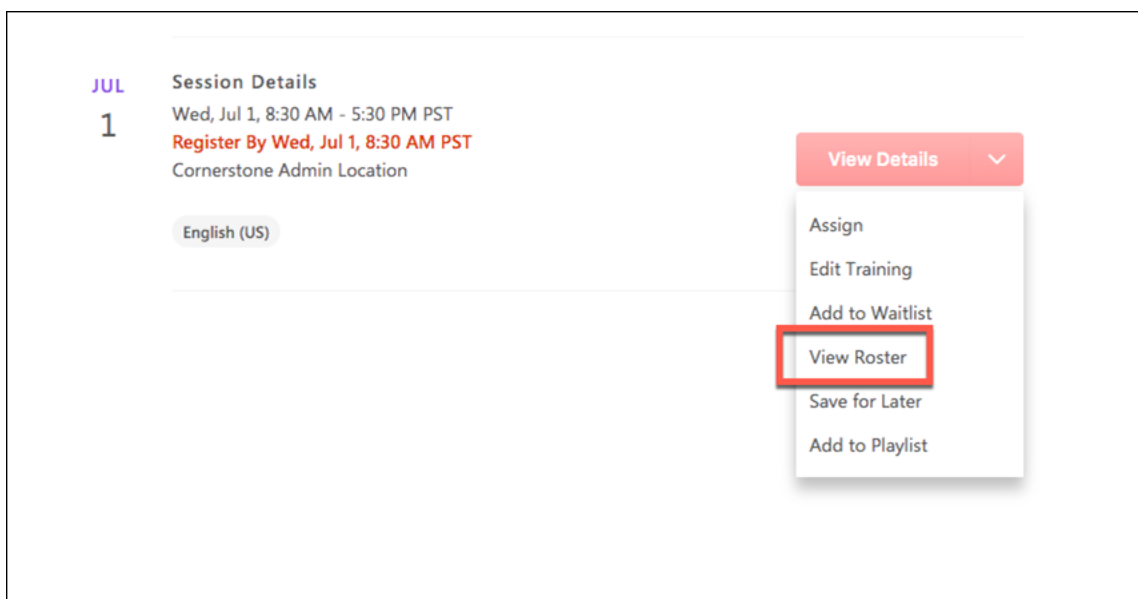 JUL
1
Session Details
Wed, Jul 1, 8:30 AM - 5:30 PM PST
Register By Wed, Jul 1, 8:30 AM PST
Cornerstone Admin Location
English (US)
View Details
Assign
Edit Training
Add to Waitlist
View Roster
Save for Later
Add to Playlist